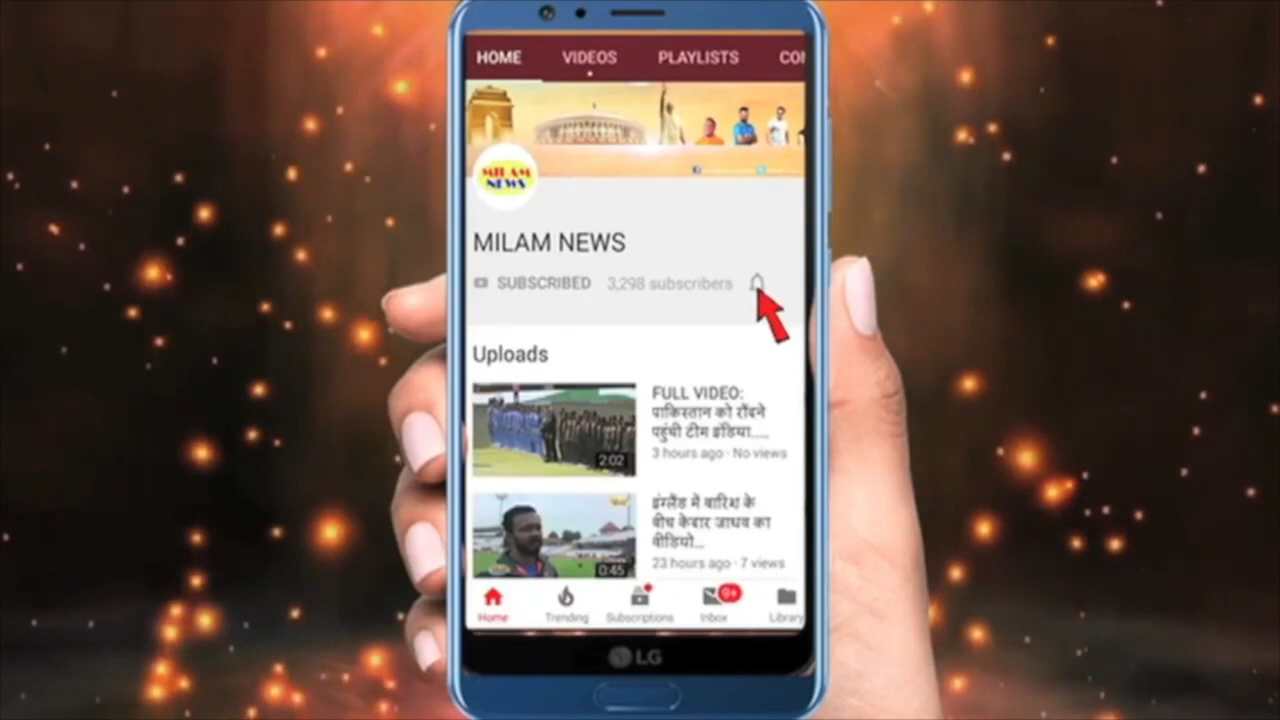 HOME VIDEOS PLAYLISTS
MILAM
NEWS
MILAM NEWS
SUBSCRIBED 3,298 subscribers
Uploads
FULL VIDEO:
पाकिस्तान को रौंदने
पहुंची टीम इंडिया.....
3 hours ago · No views
2:02
इंग्लैंड में बारिश के
बीच केदार जाधव का
वीडियो...
23 hours ago · 7 views
0:45
9+
Home Trending Subscriptions Inbox Library
LG